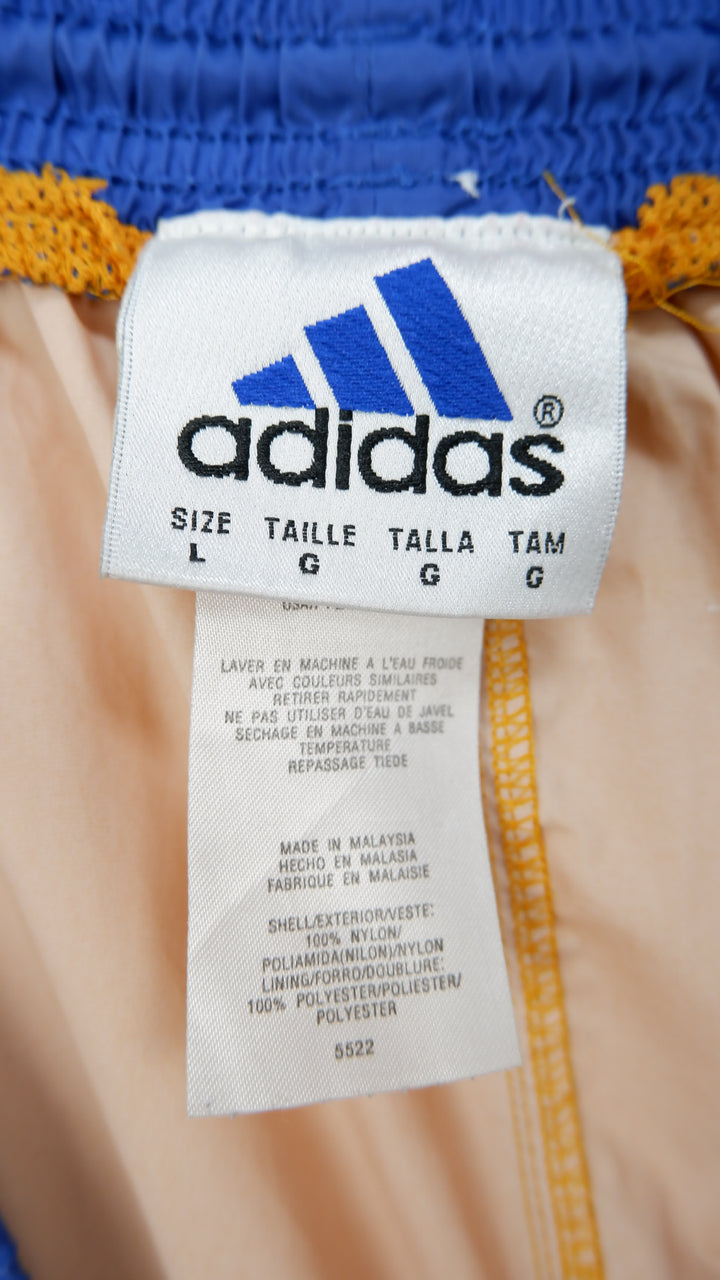 adidas®
SIZE TAILLE TALLA TAM
L G G G
LAVER EN MACHINE A L'EAU FROIDE
AVEC COULEURS SIMILAIRES
RETIRER RAPIDEMENT
NE PAS UTILISER D'EAU DE JAVEL
SECHAGE EN MACHINE A BASSE
TEMPERATURE
REPASSAGE TIEDE
MADE IN MALAYSIA
HECHO EN MALASIA
FABRIQUE EN MALAISIE
SHELL/EXTERIOR/VESTE:
100% NYLON/
POLIAMIDA(NILON)/NYLON
LINING/FORRO/DOUBLURE:
100% POLYESTER/POLIESTER/
POLYESTER
5522